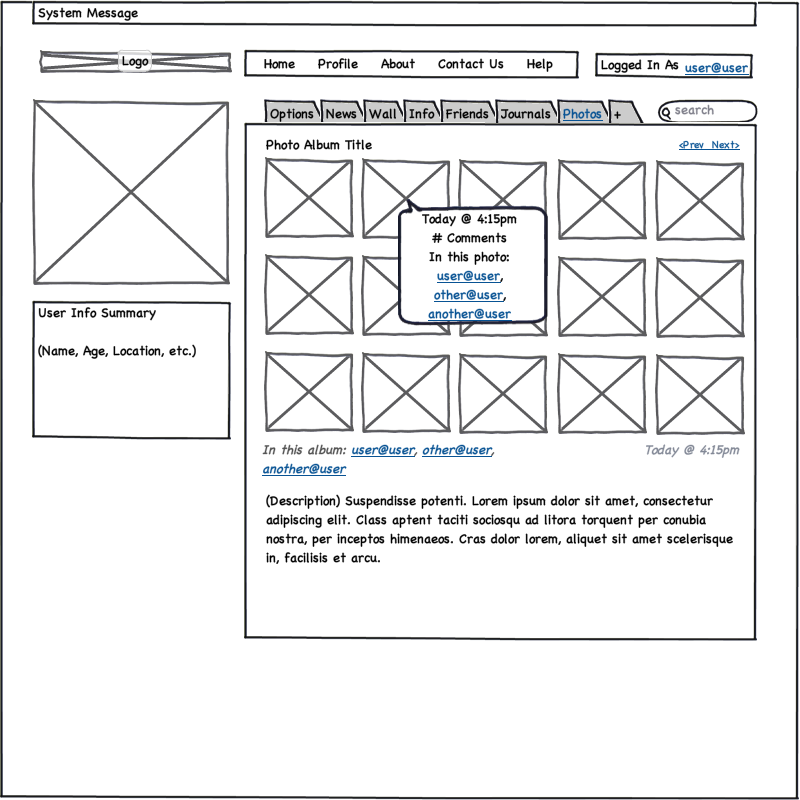 System Message
Logo
Home Profile About Contact Us Help
Logged In As user@user
Options News Wall Info Friends Journals Photos +
search
Photo Album Title
<Prev Next>
Today @ 4:15pm
# Comments
In this photo:
user@user,
other@user,
another@user
User Info Summary
(Name, Age, Location, etc.)
In this album: user@user, other@user,
another@user
Today @ 4:15pm
(Description) Suspendisse potenti. Lorem ipsum dolor sit amet, consectetur
adipiscing elit. Class aptent taciti sociosqu ad litora torquent per conubia
nostra, per inceptos himenaeos. Cras dolor lorem, aliquet sit amet scelerisque
in, facilisis et arcu.